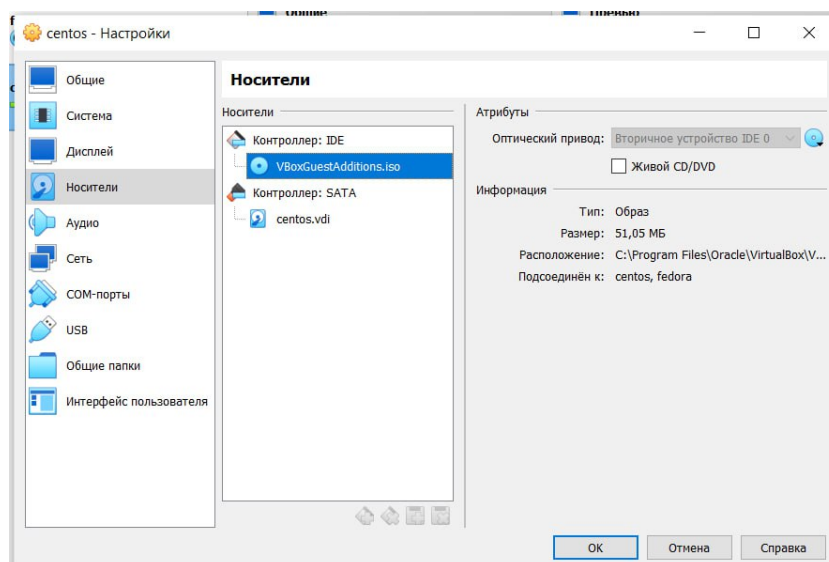 Общие
Превью
centos - Настройки
Общие
Система
Дисплей
Носители
Аудио
Сеть
COM-порты
USB
Общие папки
Интерфейс пользователя
Носители
Носители
Контроллер: IDE
VBoxGuestAdditions.iso
Контроллер: SATA
centos.vdi
Атрибуты
Оптический привод: Вторичное устройство IDE 0
Живой CD/DVD
Информация
Тип: Образ
Размер: 51,05 МБ
Расположение: C:\Program Files\Oracle\VirtualBox\V...
Подсоединён к: centos, fedora
OK
Отмена
Справка